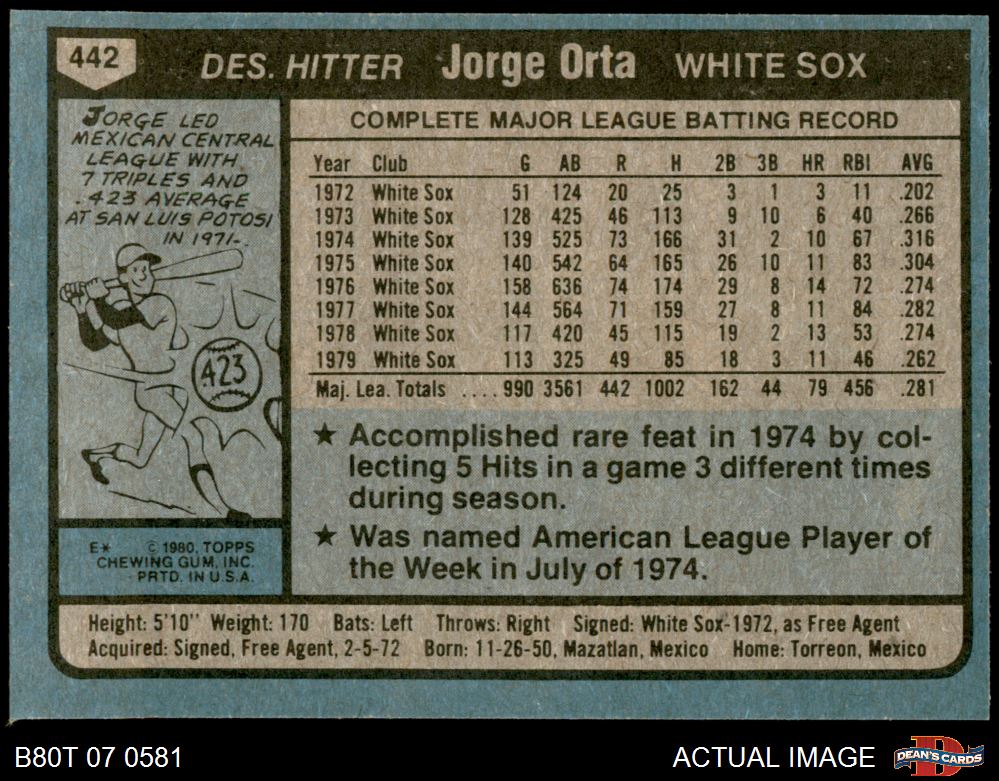 442 DES. HITTER Jorge Orta WHITE SOX
JORGE LED
MEXICAN CENTRAL
LEAGUE WITH
7 TRIPLES AND
.423 AVERAGE
AT SAN LUIS POTOSI
IN 1971.
423
E* © 1980, TOPPS
CHEWING GUM, INC.
PRTD. IN U.S.A.
COMPLETE MAJOR LEAGUE BATTING RECORD
Year Club G AB R H 2B 3B HR RBI AVG
1972 White Sox 51 124 20 25 3 1 3 11 .202
1973 White Sox 128 425 46 113 9 10 6 40 .266
1974 White Sox 139 525 73 166 31 2 10 67 .316
1975 White Sox 140 542 64 165 26 10 11 83 .304
1976 White Sox 158 636 74 174 29 8 14 72 .274
1977 White Sox 144 564 71 159 27 8 11 84 .282
1978 White Sox 117 420 45 115 19 2 13 53 .274
1979 White Sox 113 325 49 85 18 3 11 46 .262
Maj. Lea. Totals ....990 3561 442 1002 162 44 79 456 .281
★ Accomplished rare feat in 1974 by col-
lecting 5 Hits in a game 3 different times
during season.
★ Was named American League Player of
the Week in July of 1974.
Height: 5'10" Weight: 170 Bats: Left Throws: Right Signed: White Sox-1972, as Free Agent
Acquired: Signed, Free Agent, 2-5-72 Born: 11-26-50, Mazatlan, Mexico Home: Torreon, Mexico
B80T 07 0581 ACTUAL IMAGE DEAN'S CARDS